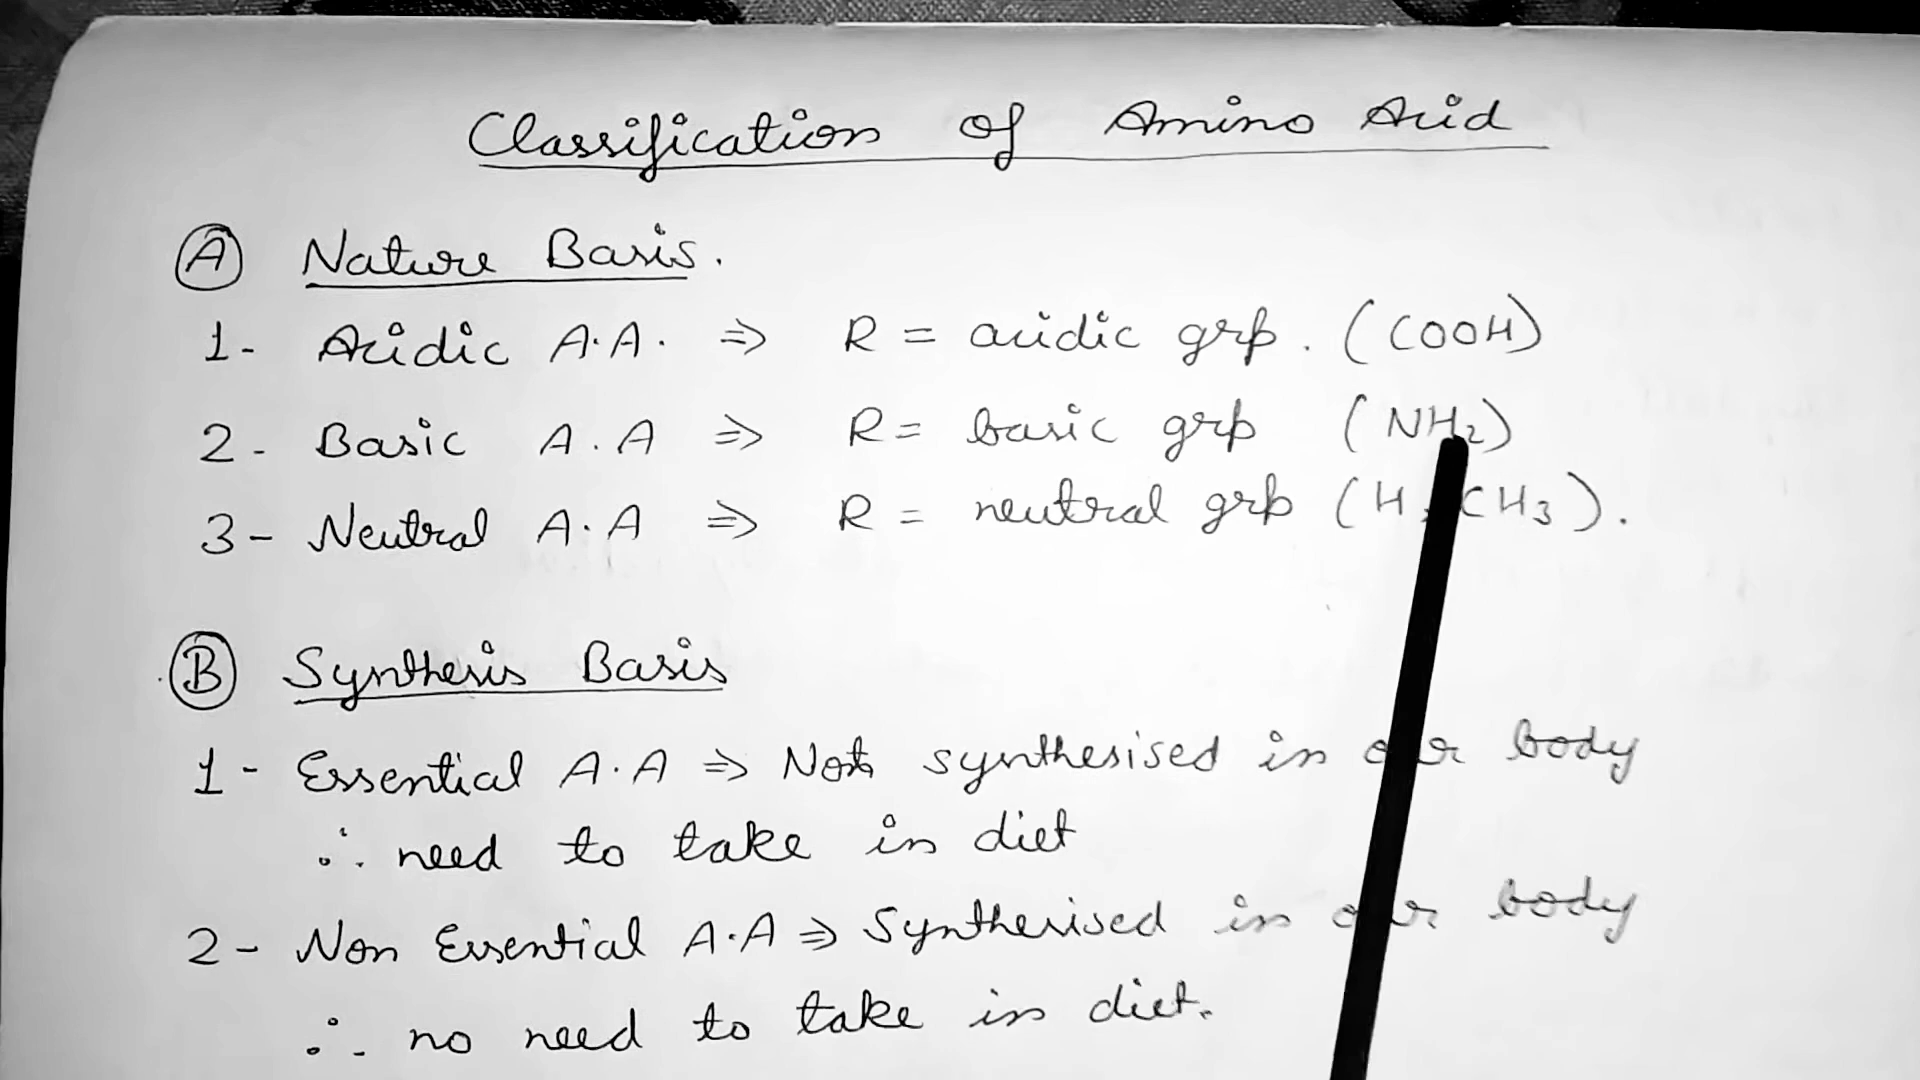 Classification of Amino Acid
(A) Nature Basis.
1- Acidic A.A. ⇒ R = acidic grp. (COOH)
2- Basic A.A ⇒ R = basic grp (NH₂)
3- Neutral A.A ⇒ R = neutral grp (H, CH₃).
(B) Synthesis Basis
1- Essential A.A ⇒ Not synthesised in our body
∴ need to take in diet
2- Non Essential A.A ⇒ Synthesised in our body
∴ no need to take in diet.